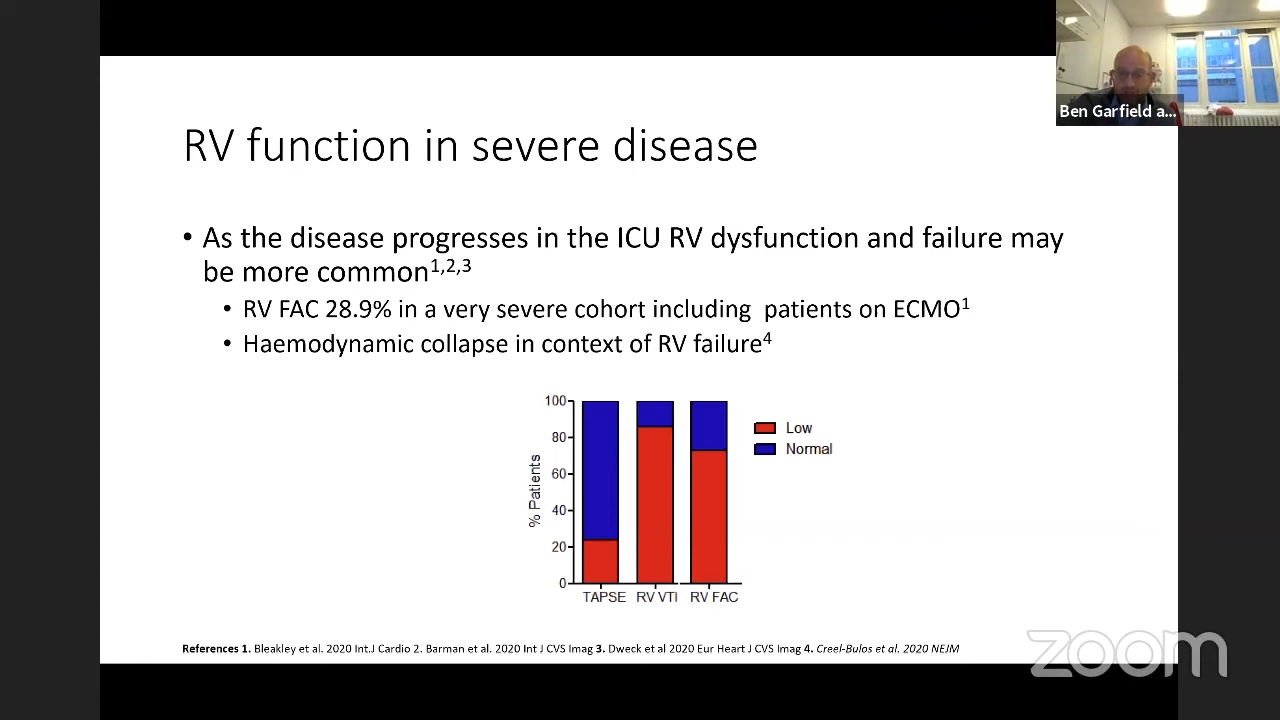 Ben Garfield a...
RV function in severe disease
• As the disease progresses in the ICU RV dysfunction and failure may
be more common1,2,3
• RV FAC 28.9% in a very severe cohort including  patients on ECMO1
• Haemodynamic collapse in context of RV failure4
100
80
60
40
20
0
% Patients
TAPSE RV VTI RV FAC
Low
Normal
References 1. Bleakley et al. 2020 Int.J Cardio 2. Barman et al. 2020 Int J CVS Imag 3. Dweck et al 2020 Eur Heart J CVS Imag 4. Creel-Bulos et al. 2020 NEJM
zoom